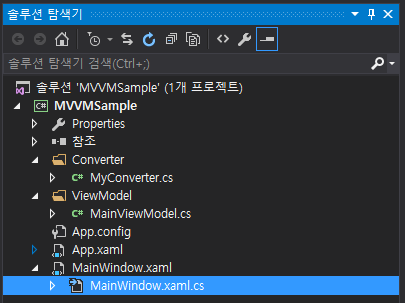 솔루션 탐색기
솔루션 탐색기 검색(Ctrl+;)
솔루션 'MVVMSample' (1개 프로젝트)
C# MVVMSample
Properties
참조
Converter
C# MyConverter.cs
ViewModel
C# MainViewModel.cs
App.config
App.xaml
MainWindow.xaml
MainWindow.xaml.cs